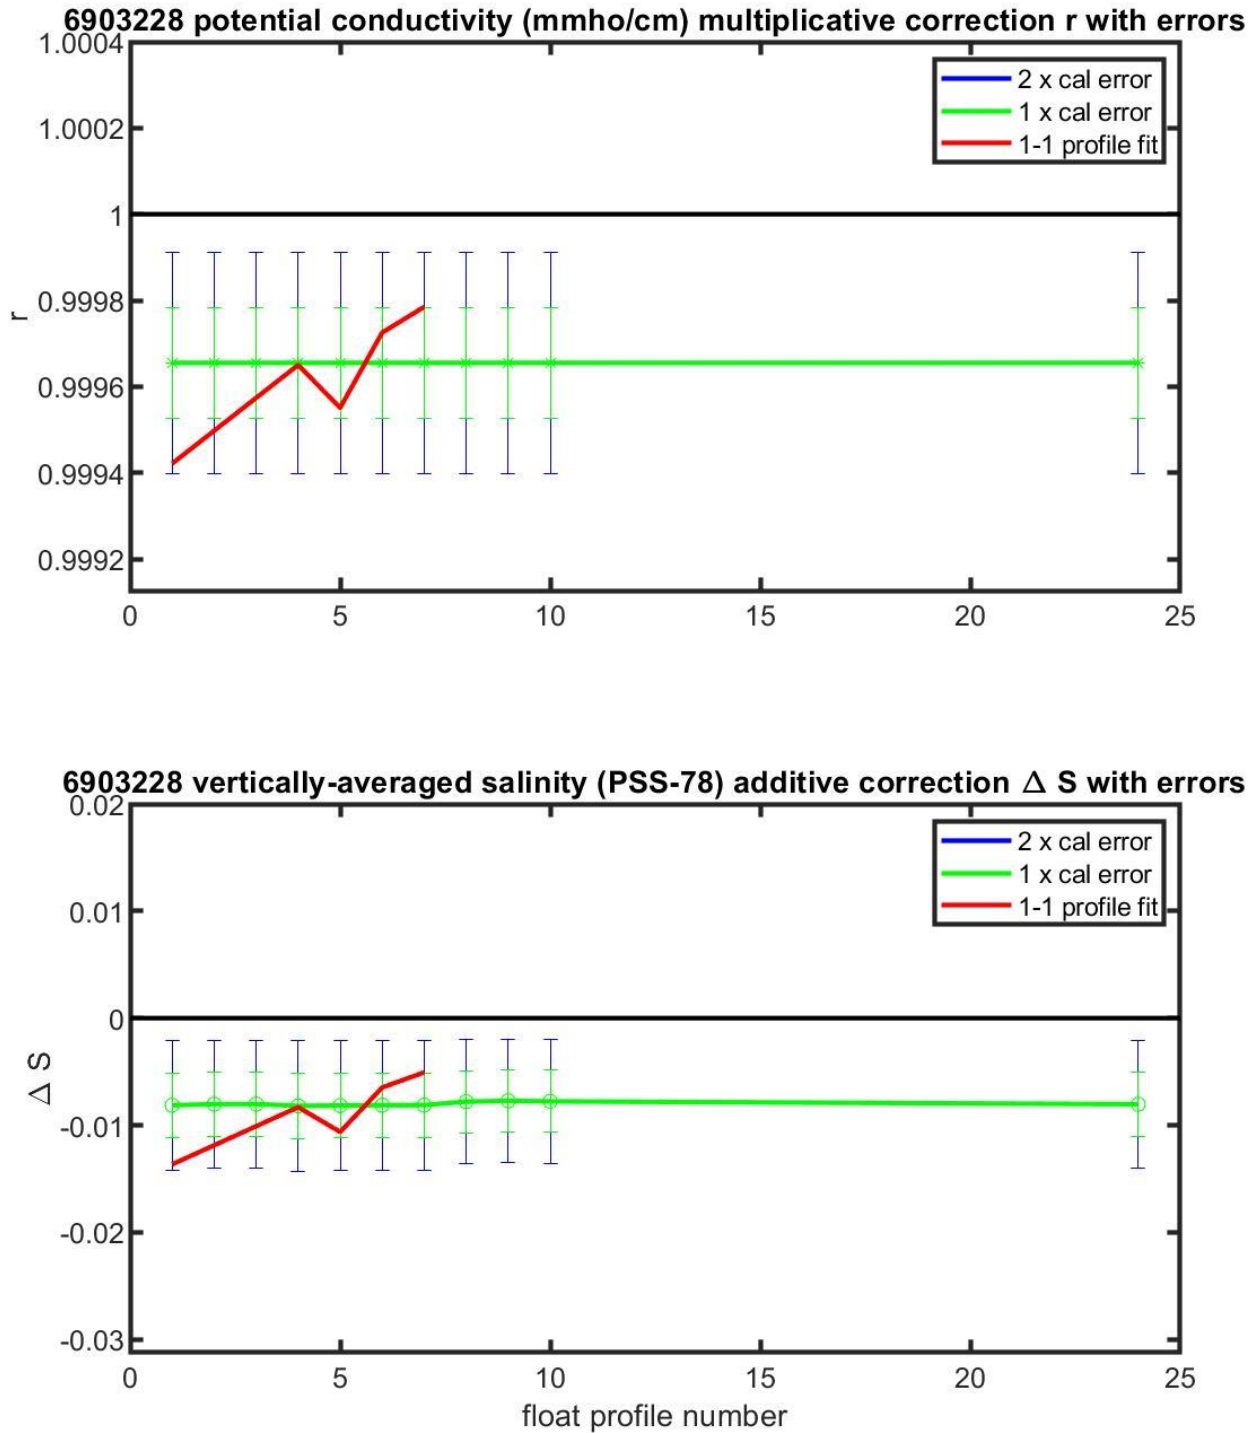 6903228 potential conductivity (mmho/cm) multiplicative correction r with errors
1.0004
1.0002
1
0.9998
0.9996
0.9994
0.9992
r
0 5 10 15 20 25
2 x cal error
1 x cal error
1-1 profile fit
6903228 vertically-averaged salinity (PSS-78) additive correction Δ S with errors
0.02
0.01
0
-0.01
-0.02
-0.03
Δ S
0 5 10 15 20 25
float profile number
2 x cal error
1 x cal error
1-1 profile fit